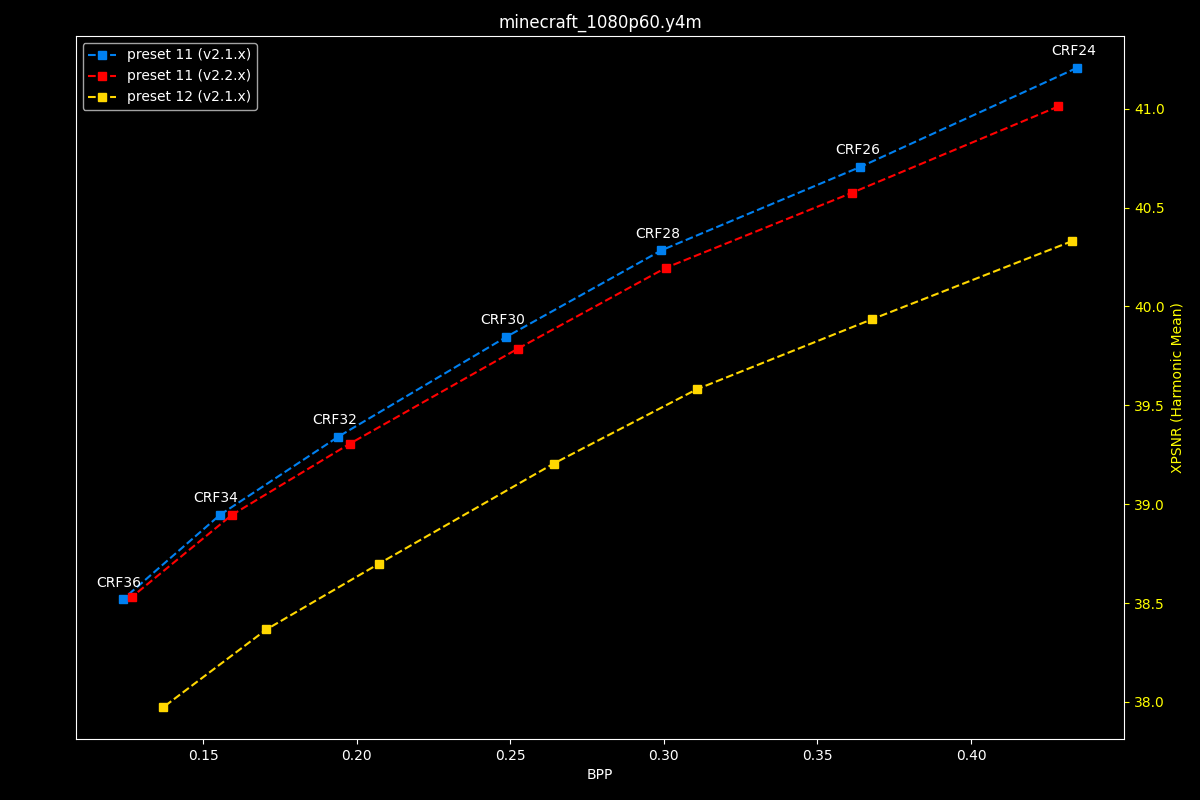 minecraft_1080p60.y4m
preset 11 (v2.1.x)
preset 11 (v2.2.x)
preset 12 (v2.1.x)
CRF24
CRF26
CRF28
CRF30
CRF32
CRF34
CRF36
41.0
40.5
40.0
39.5
39.0
38.5
38.0
XPSNR (Harmonic Mean)
0.15
0.20
0.25
0.30
0.35
0.40
BPP